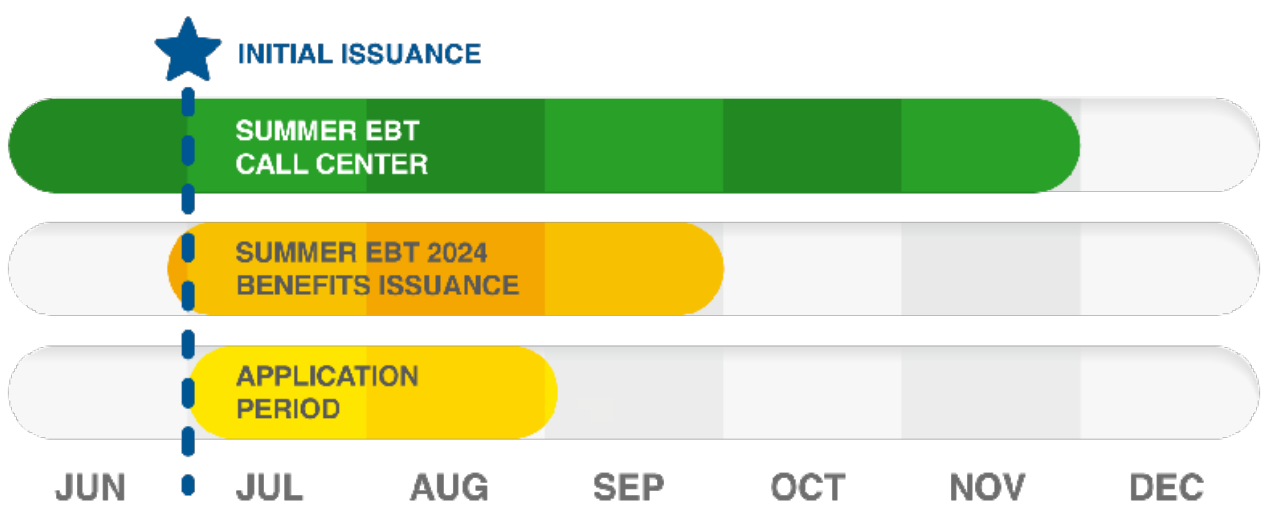 INITIAL ISSUANCE
SUMMER EBT
CALL CENTER
SUMMER EBT 2024
BENEFITS ISSUANCE
APPLICATION
PERIOD
JUN JUL AUG SEP OCT NOV DEC